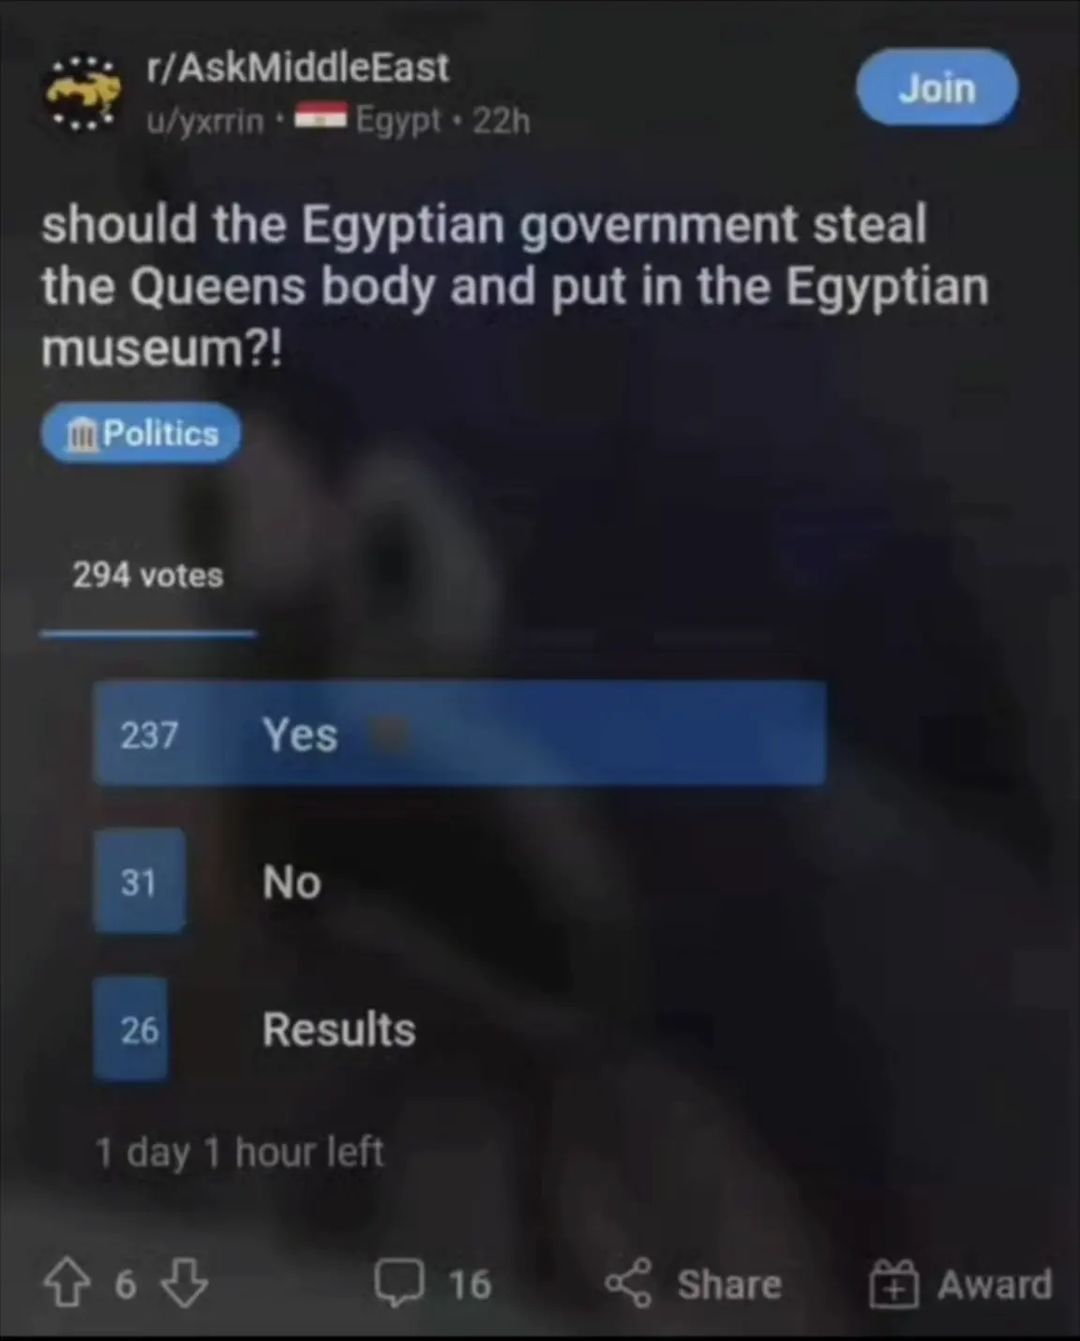 r/AskMiddleEast
u/yxrrin • Egypt • 22h
Join
should the Egyptian government steal
the Queens body and put in the Egyptian
museum?!
Politics
294 votes
237 Yes
31 No
26 Results
1 day 1 hour left
6 16 Share Award